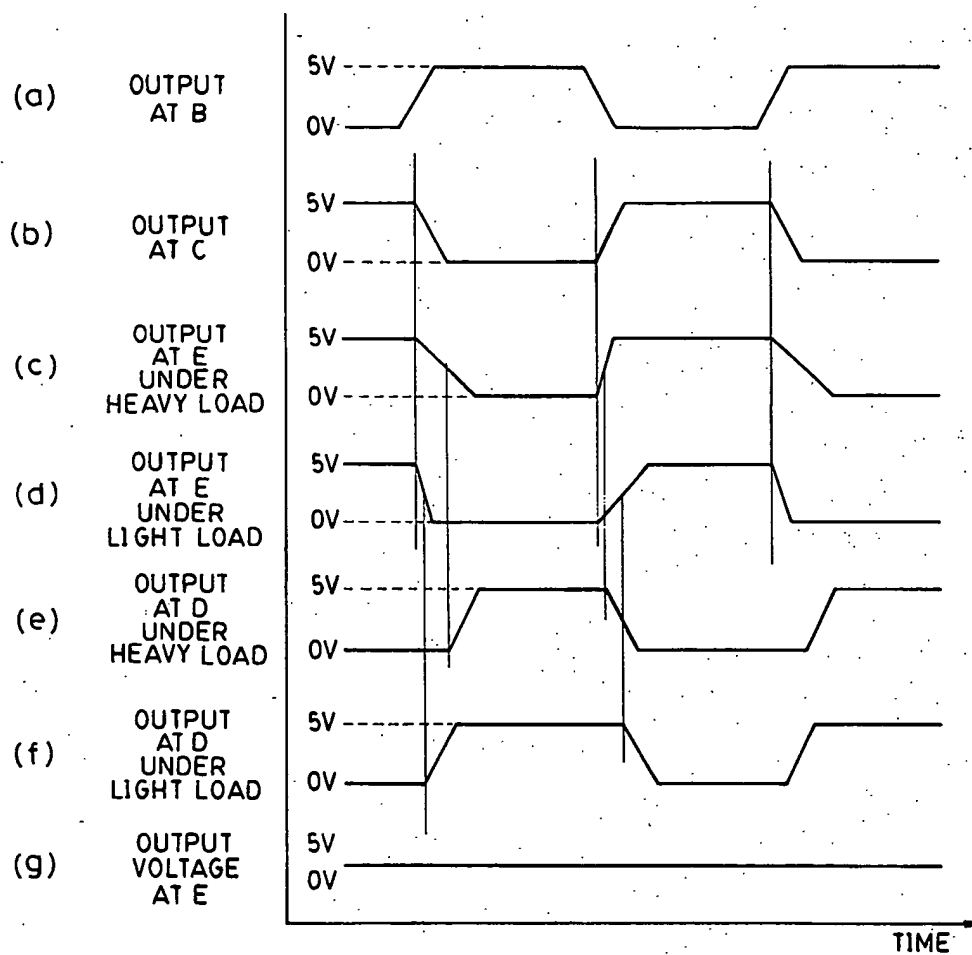 (a)
OUTPUT
AT B
5V
0V
(b)
OUTPUT
AT C
5V
0V
(c)
OUTPUT
AT E
UNDER
HEAVY LOAD
5V
0V
(d)
OUTPUT
AT E
UNDER
LIGHT LOAD
5V
0V
(e)
OUTPUT
AT D
UNDER
HEAVY LOAD
5V
0V
(f)
OUTPUT
AT D
UNDER
LIGHT LOAD
5V
0V
(g)
OUTPUT
VOLTAGE
AT E
5V
0V
TIME